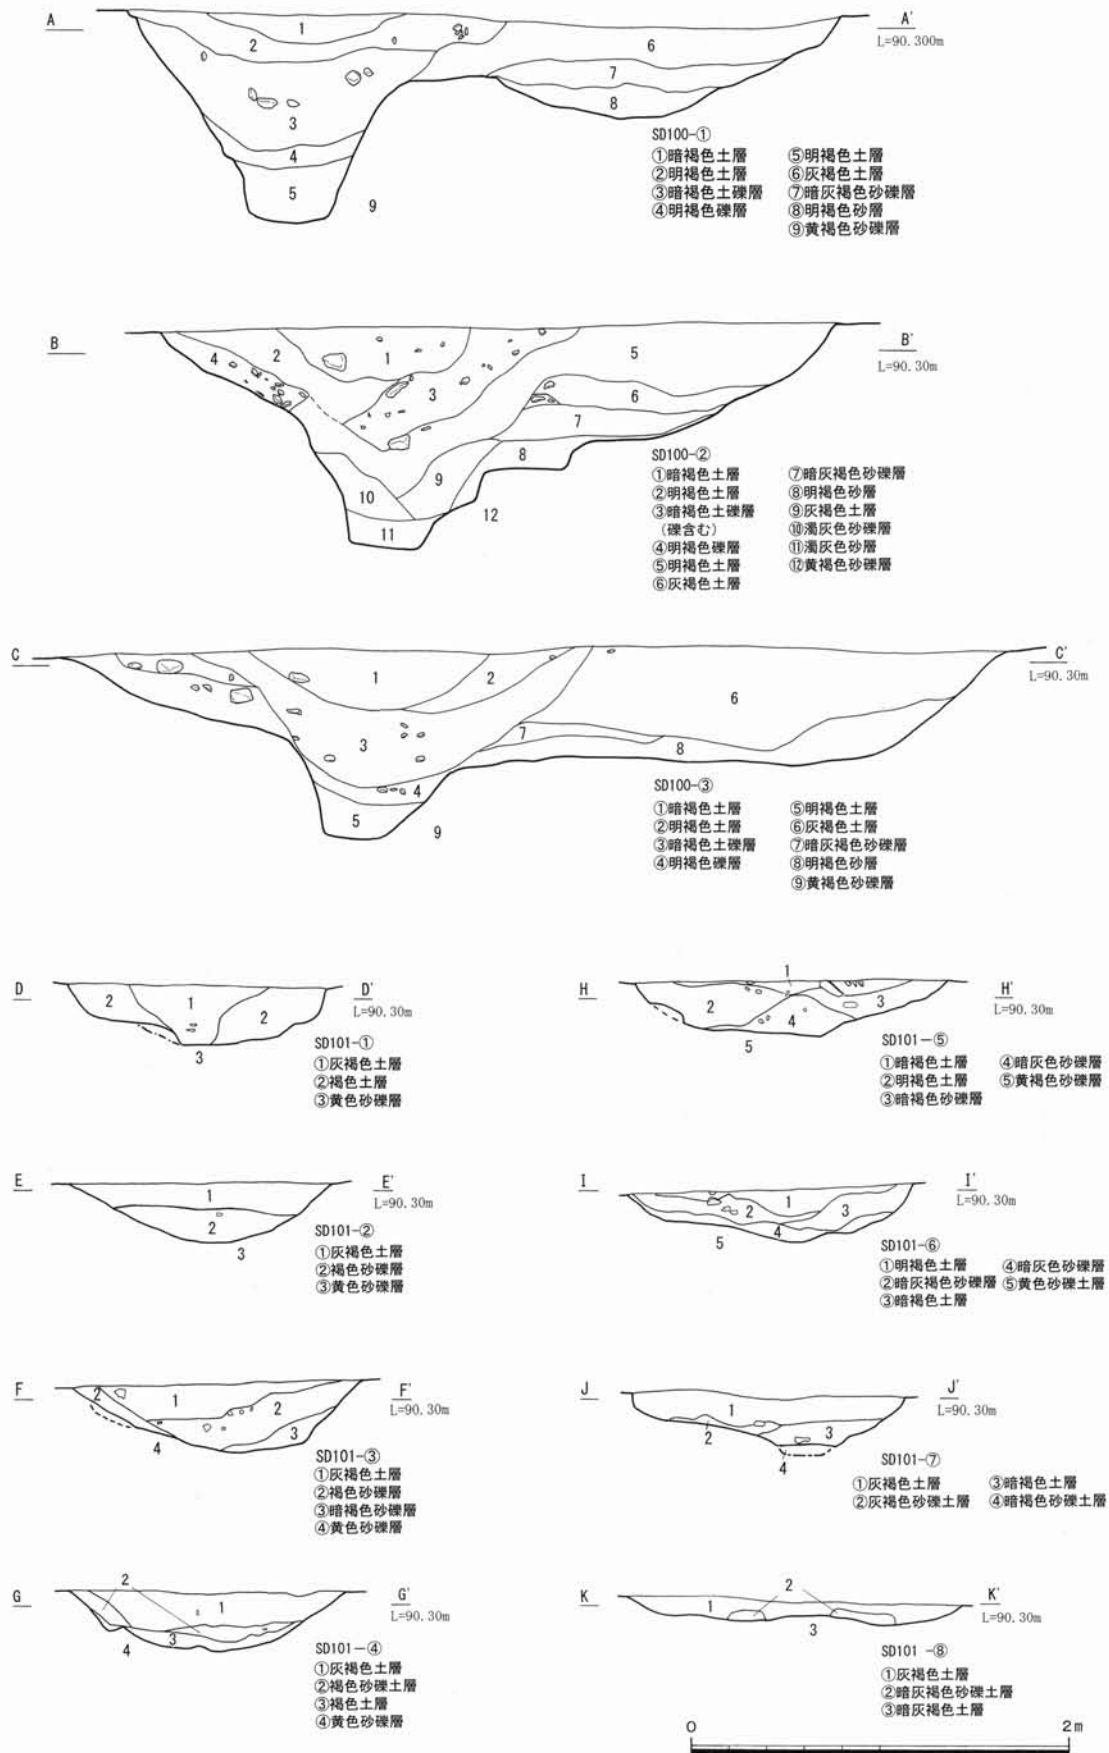 A A'
L=90.300m
1
2
6
7
8
3
4
5
9
SD100-①
①暗褐色土層 ⑤明褐色土層
②明褐色土層 ⑥灰褐色土層
③暗褐色土礫層 ⑦暗灰褐色砂礫層
④明褐色礫層 ⑧明褐色砂層
⑨黄褐色砂礫層
B B'
L=90.30m
4 2 1 5
3 6
7
8
9
10
12
11
SD100-②
①暗褐色土層 ⑦暗灰褐色砂礫層
②明褐色土層 ⑧明褐色砂層
③暗褐色土礫層 ⑨灰褐色土層
(礫含む) ⑩濁灰色砂礫層
④明褐色礫層 ⑪濁灰色砂層
⑤明褐色土層 ⑫黄褐色砂礫層
⑥灰褐色土層
C C'
L=90.30m
1 2
6
3 7
8
4
5 9
SD100-③
①暗褐色土層 ⑤明褐色土層
②明褐色土層 ⑥灰褐色土層
③暗褐色土礫層 ⑦暗灰褐色砂礫層
④明褐色礫層 ⑧明褐色砂層
⑨黄褐色砂礫層
D D'
L=90.30m
2 1 2
3
SD101-①
①灰褐色土層
②褐色土層
③黄色砂礫層
H H'
L=90.30m
1
2 3
4
5
SD101-⑤
①暗褐色土層 ④暗灰色砂礫層
②明褐色土層 ⑤黄褐色砂礫層
③暗褐色砂礫層
E E'
L=90.30m
1
2
3
SD101-②
①灰褐色土層
②褐色砂礫層
③黄色砂礫層
I I'
L=90.30m
1
2 3
4
5
SD101-⑥
①明褐色土層 ④暗灰色砂礫層
②暗灰褐色砂礫層 ⑤黄色砂礫土層
③暗褐色土層
F F'
L=90.30m
2 1 2
3
4
SD101-③
①灰褐色土層
②褐色砂礫層
③暗褐色砂礫層
④黄色砂礫層
J J'
L=90.30m
1
2 3
4
SD101-⑦
①灰褐色土層 ③暗褐色土層
②灰褐色砂礫土層 ④暗褐色砂礫土層
G G'
L=90.30m
2
1
3
4
SD101-④
①灰褐色土層
②褐色砂礫土層
③褐色土層
④黄色砂礫層
K K'
L=90.30m
2
1
3
SD101-⑧
①灰褐色土層
②暗灰褐色砂礫土層
③暗灰褐色土層
0 2m